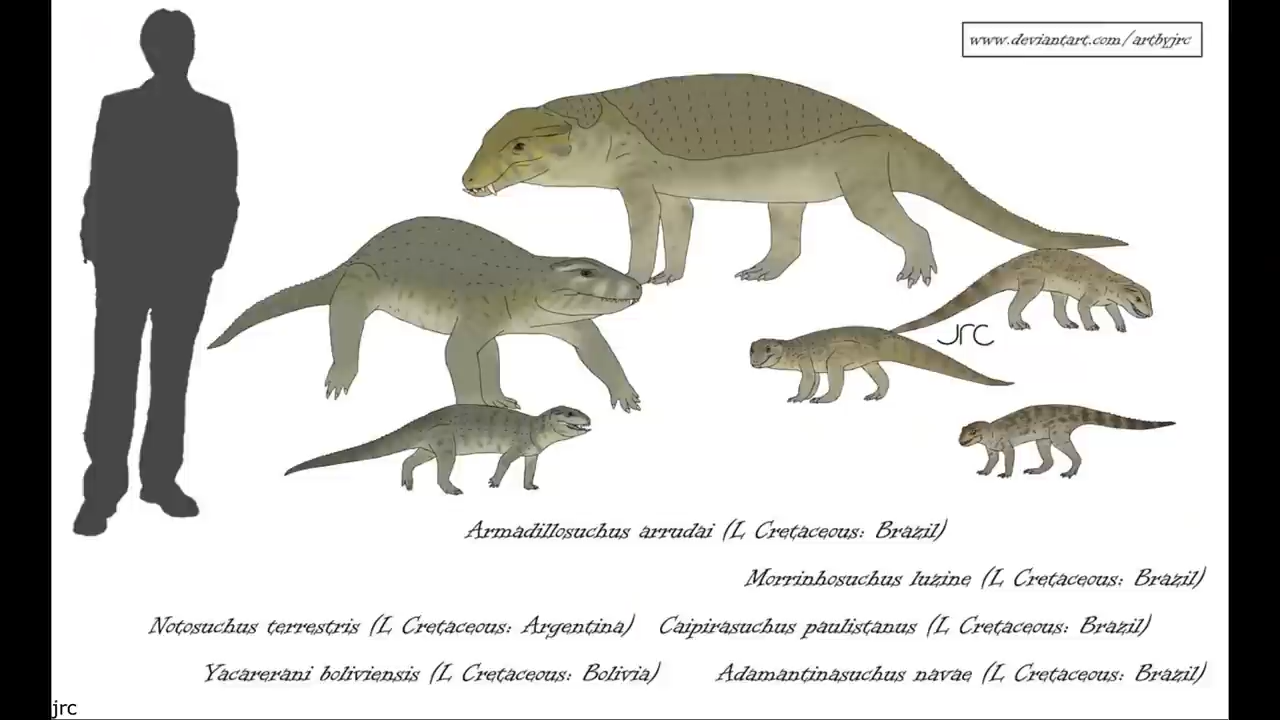 www.deviantart.com/artbyjrc
JrC
Armadillosuchus arrudai (L Cretaceous: Brazil)
Morrinhosuchus luzine (L Cretaceous: Brazil)
Notosuchus terrestris (L Cretaceous: Argentina) Caipirasuchus paulistanus (L Cretaceous: Brazil)
Yacarerani boliviensis (L Cretaceous: Bolivia) Adamantinasuchus navae (L Cretaceous: Brazil)
jrc